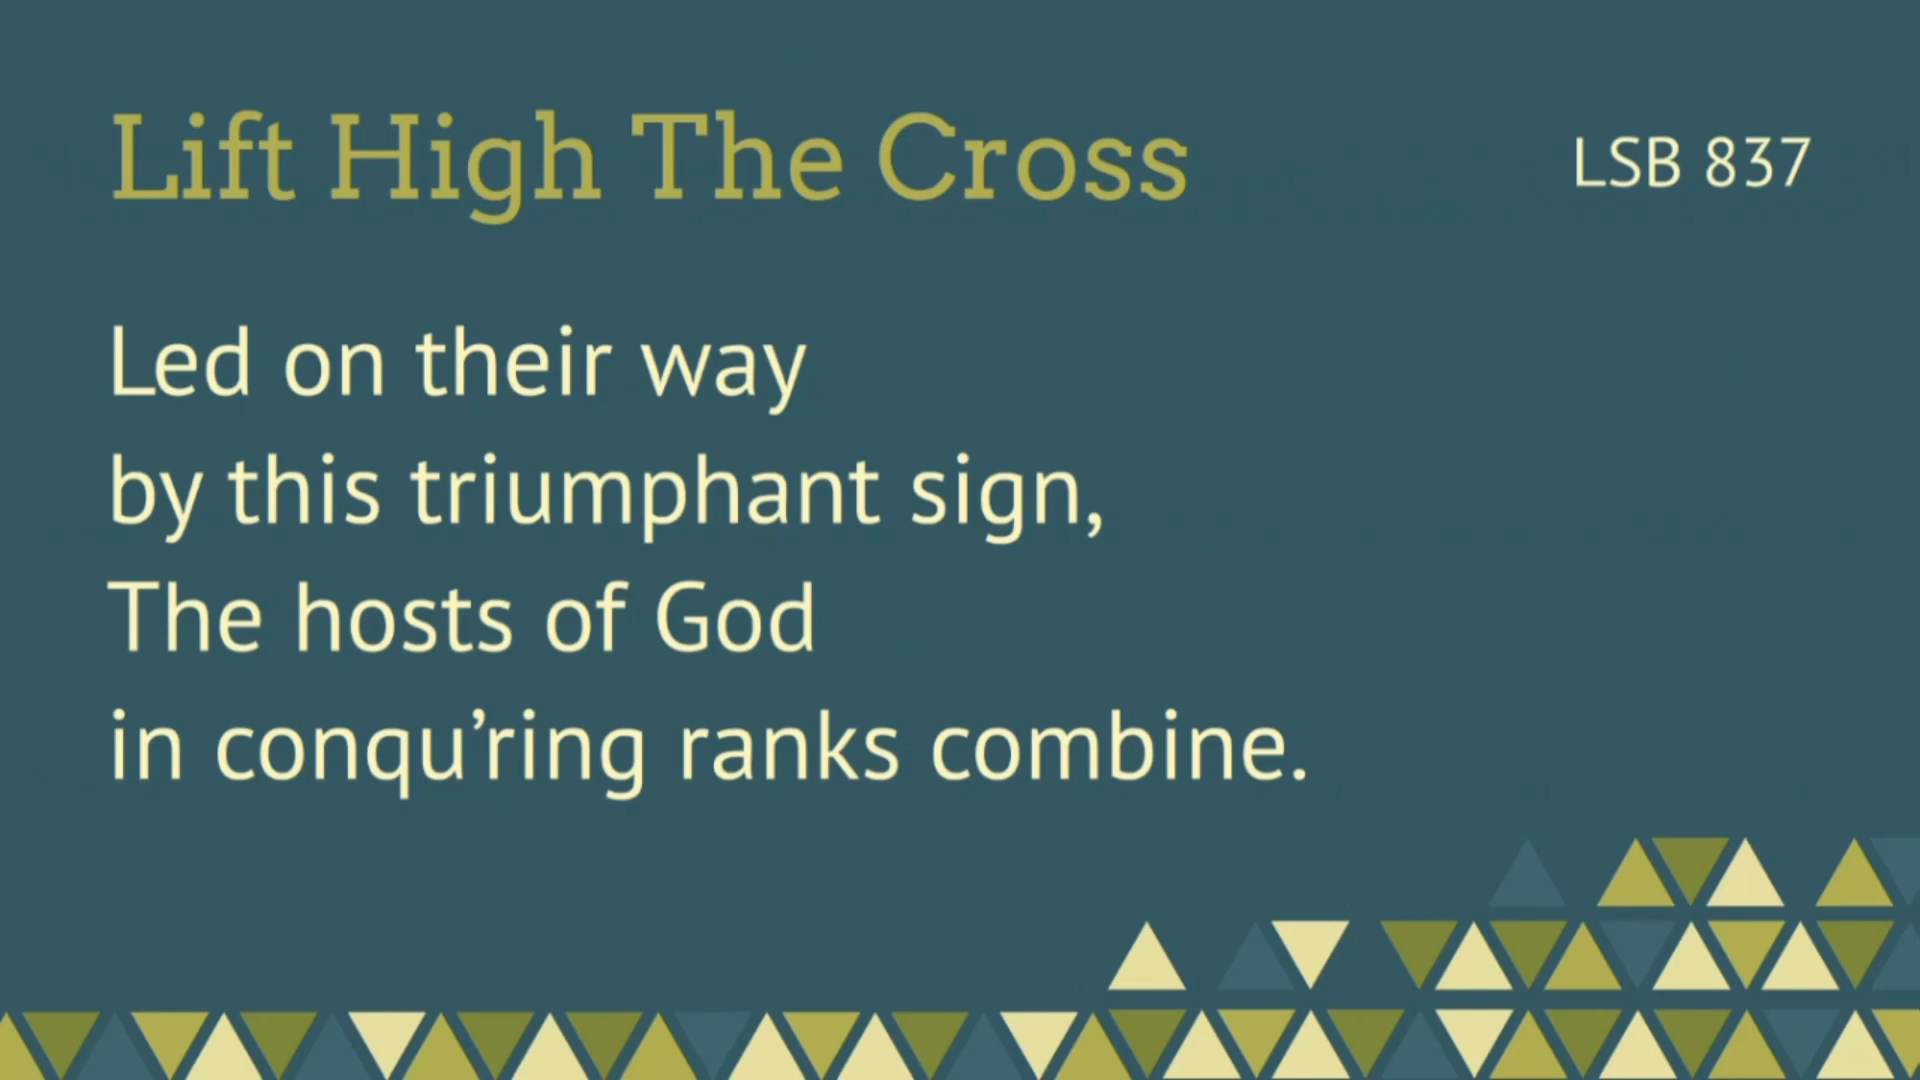 Lift High The Cross
LSB 837
Led on their way
by this triumphant sign,
The hosts of God
in conqu’ring ranks combine.